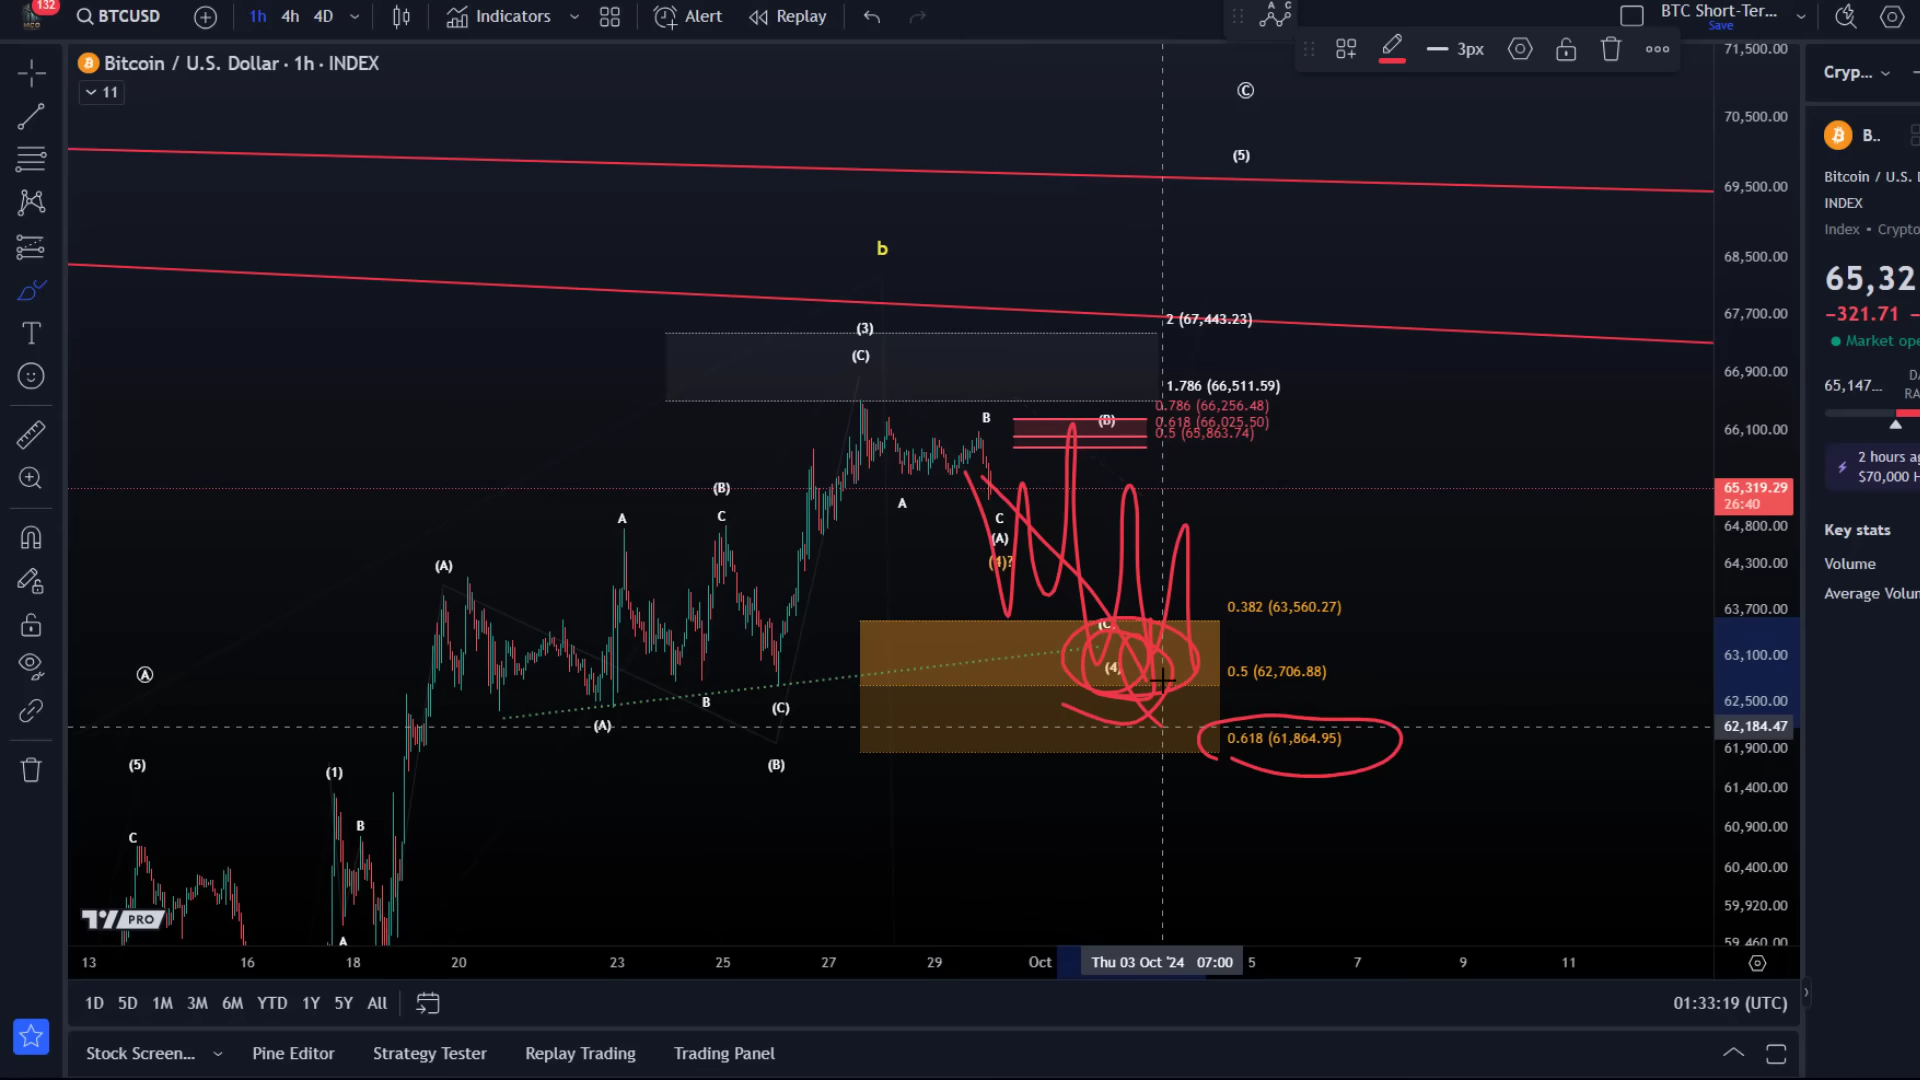 132
BTCUSD
1h 4h 4D
Indicators
Alert
Replay
BTC Short-Ter...
Save
3px
Bitcoin / U.S. Dollar · 1h · INDEX
11
71,500.00
70,500.00
69,500.00
68,500.00
67,700.00
66,900.00
66,100.00
65,319.29
26:40
64,800.00
64,300.00
63,700.00
63,100.00
62,500.00
62,184.47
61,900.00
61,400.00
60,900.00
60,400.00
59,920.00
59,460.00
C
(5)
b
(3)
(C)
2 (67,443.23)
1.786 (66,511.59)
0.786 (66,256.48)
0.618 (66,025.50)
0.5 (65,863.74)
B
(B)
A
C
(A)
(4)?
(B)
C
A
(A)
B
(C)
(A)
(B)
0.382 (63,560.27)
0.5 (62,706.88)
0.618 (61,864.95)
(C
(4)
A
(5)
C
(1)
B
A
PRO
13 16 18 20 23 25 27 29 Oct Thu 03 Oct '24 07:00 5 7 9 11
1D 5D 1M 3M 6M YTD 1Y 5Y All
01:33:19 (UTC)
Stock Screen... Pine Editor Strategy Tester Replay Trading Trading Panel
Cryp...
B..
Bitcoin / U.S.
INDEX
Index • Crypto
65,32
−321.71 −
Market ope
65,147...
DA
RA
2 hours ag
$70,000 H
Key stats
Volume
Average Volum